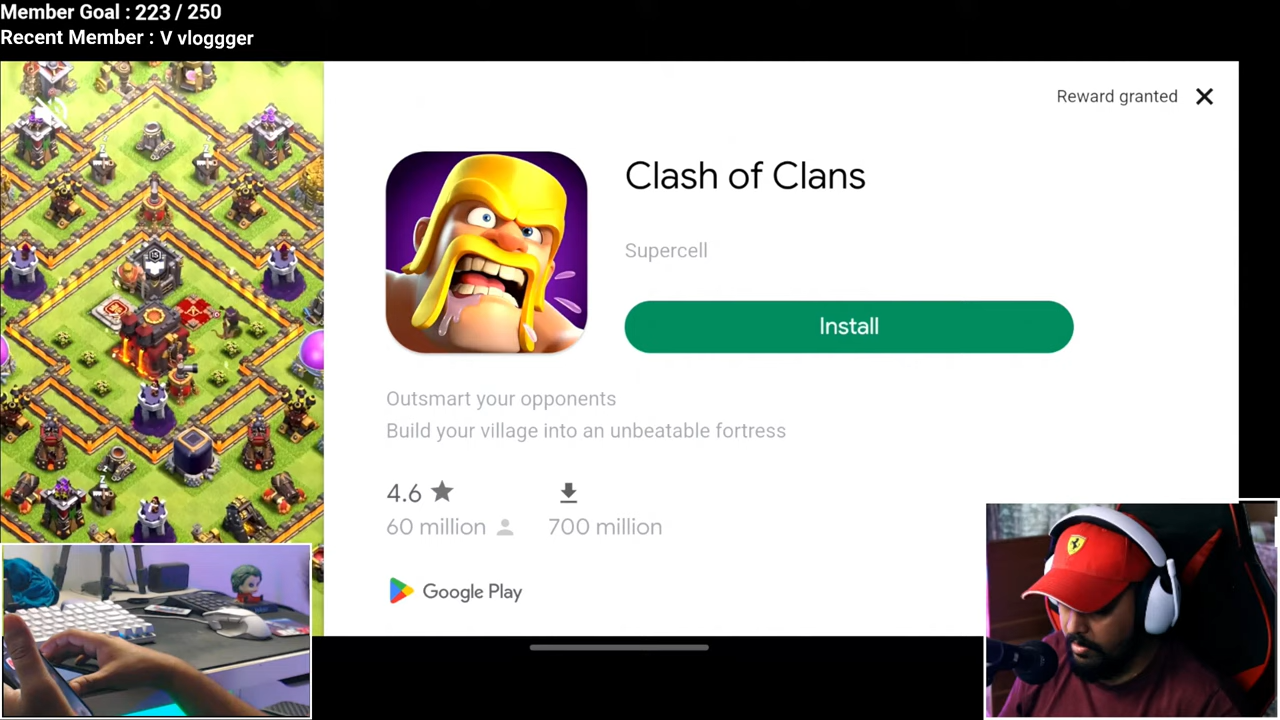 Member Goal : 223 / 250
Recent Member : V vloggger
Reward granted
Clash of Clans
Supercell
Install
Outsmart your opponents
Build your village into an unbeatable fortress
4.6
60 million 700 million
Google Play